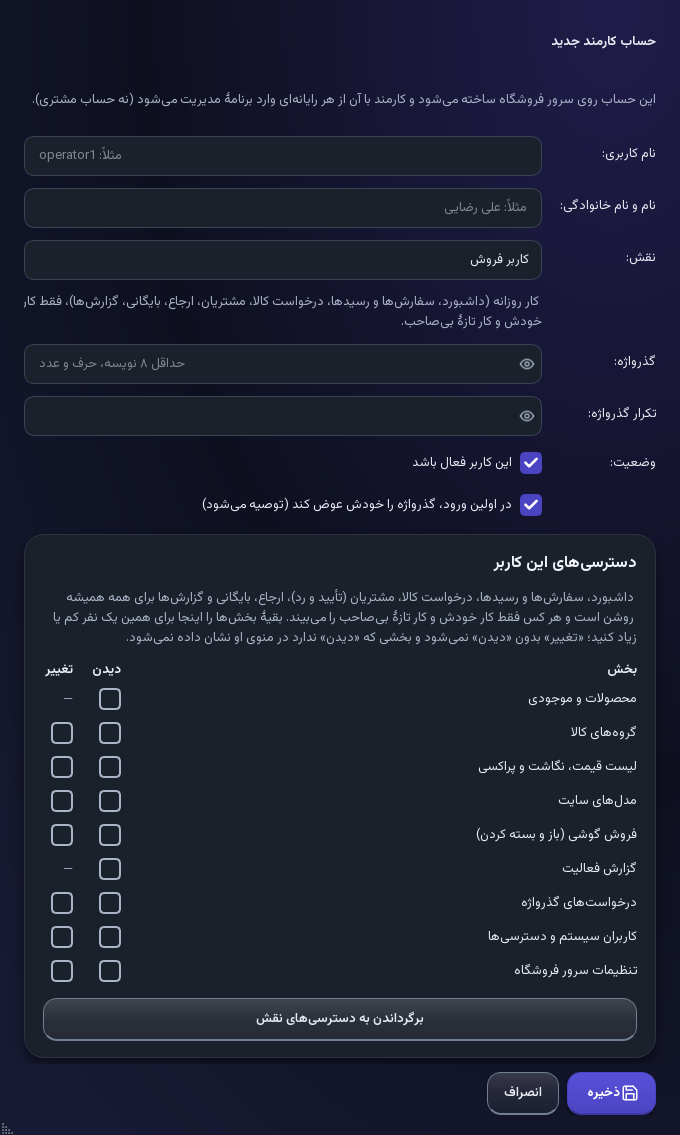 حساب کارمند جدید
این حساب روی سرور فروشگاه ساخته می‌شود و کارمند با آن از هر رایانه‌ای وارد برنامهٔ مدیریت می‌شود (نه حساب مشتری).
نام کاربری:
مثلاً: operator1
نام و نام خانوادگی:
مثلاً: علی رضایی
نقش:
کاربر فروش
کار روزانه (داشبورد، سفارش‌ها و رسیدها، درخواست کالا، مشتریان، ارجاع، بایگانی، گزارش‌ها)، فقط کار
خودش و کار تازهٔ بی‌صاحب.
گذرواژه:
حداقل ۸ نویسه، حرف و عدد
تکرار گذرواژه:
وضعیت:
این کاربر فعال باشد
در اولین ورود، گذرواژه را خودش عوض کند (توصیه می‌شود)
دسترسی‌های این کاربر
داشبورد، سفارش‌ها و رسیدها، درخواست کالا، مشتریان (تأیید و رد)، ارجاع، بایگانی و گزارش‌ها برای همه همیشه
روشن است و هر کس فقط کار خودش و کار تازهٔ بی‌صاحب را می‌بیند. بقیهٔ بخش‌ها را اینجا برای همین یک نفر کم یا
زیاد کنید؛ «تغییر» بدون «دیدن» نمی‌شود و بخشی که «دیدن» ندارد در منوی او نشان داده نمی‌شود.
بخش دیدن تغییر
محصولات و موجودی —
گروه‌های کالا
لیست قیمت، نگاشت و پراکسی
مدل‌های سایت
فروش گوشی (باز و بسته کردن)
گزارش فعالیت —
درخواست‌های گذرواژه
کاربران سیستم و دسترسی‌ها
تنظیمات سرور فروشگاه
برگرداندن به دسترسی‌های نقش
ذخیره
انصراف